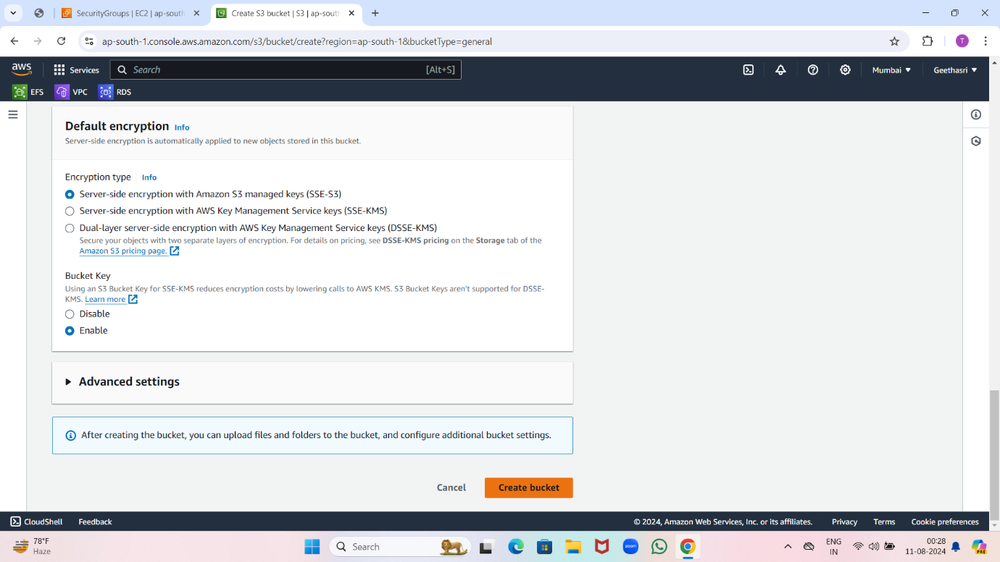 SecurityGroups | EC2 | ap-south
Create S3 bucket | S3 | ap-south
ap-south-1.console.aws.amazon.com/s3/bucket/create?region=ap-south-1&bucketType=general
T
aws
Services
Search
[Alt+S]
Mumbai
Geethasri
EFS
VPC
RDS
Default encryption Info
Server-side encryption is automatically applied to new objects stored in this bucket.
Encryption type Info
Server-side encryption with Amazon S3 managed keys (SSE-S3)
Server-side encryption with AWS Key Management Service keys (SSE-KMS)
Dual-layer server-side encryption with AWS Key Management Service keys (DSSE-KMS)
Secure your objects with two separate layers of encryption. For details on pricing, see DSSE-KMS pricing on the Storage tab of the
Amazon S3 pricing page.
Bucket Key
Using an S3 Bucket Key for SSE-KMS reduces encryption costs by lowering calls to AWS KMS. S3 Bucket Keys aren't supported for DSSE-
KMS. Learn more
Disable
Enable
Advanced settings
After creating the bucket, you can upload files and folders to the bucket, and configure additional bucket settings.
Cancel
Create bucket
CloudShell
Feedback
© 2024, Amazon Web Services, Inc. or its affiliates.
Privacy
Terms
Cookie preferences
78°F
Haze
Search
zoom
ENG
IN
00:28
11-08-2024
PRE